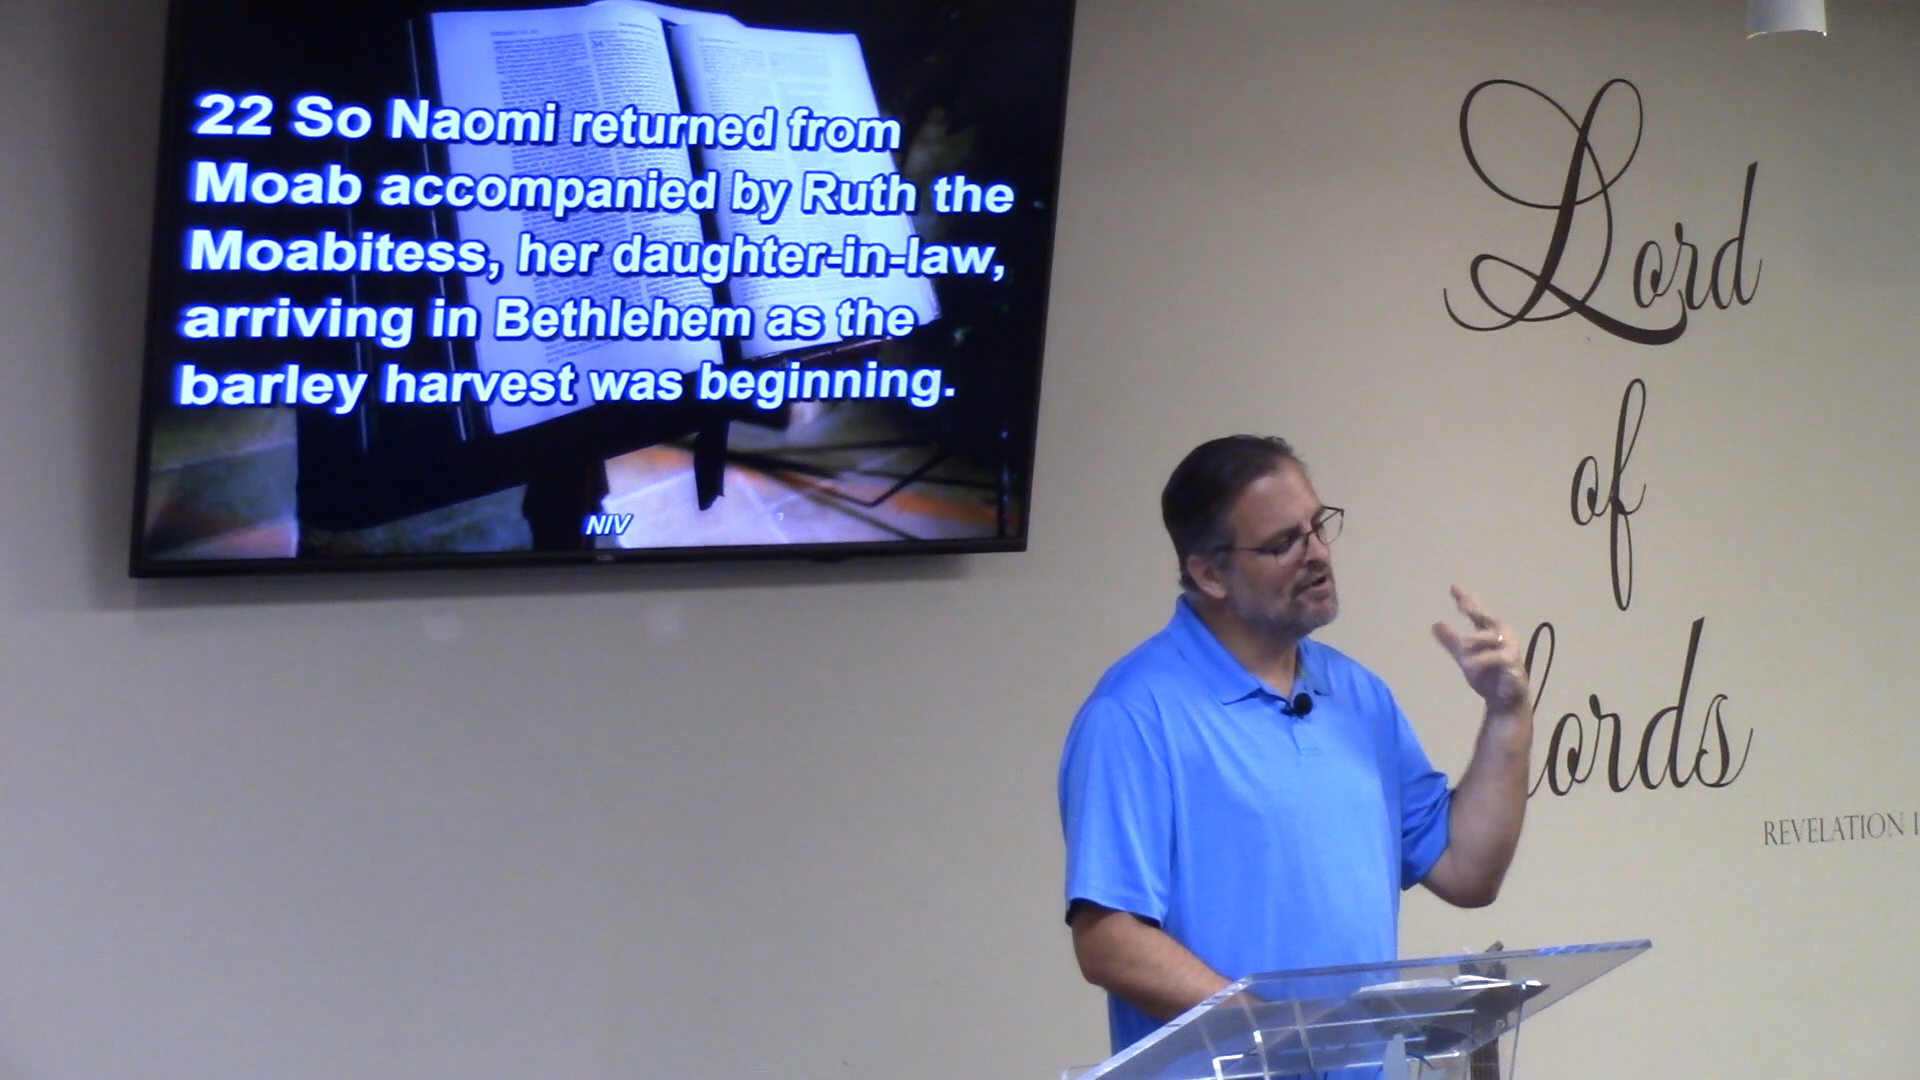 22 So Naomi returned from
Moab accompanied by Ruth the
Moabitess, her daughter-in-law,
arriving in Bethlehem as the
barley harvest was beginning.
NIV
Lord
of
lords
REVELATION